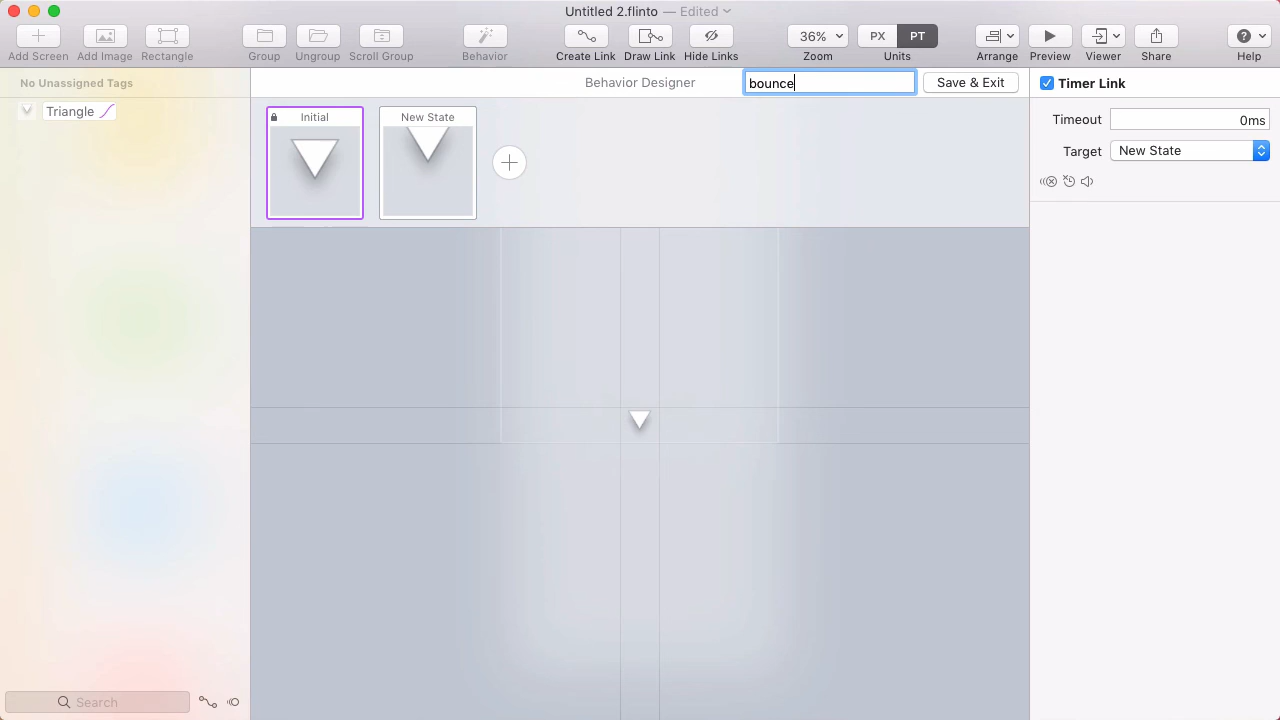 Untitled 2.flinto — Edited
36%
PX PT
Add Screen Add Image Rectangle Group Ungroup Scroll Group Behavior Create Link Draw Link Hide Links Zoom Units Arrange Preview Viewer Share Help
No Unassigned Tags
Behavior Designer
bounce
Save & Exit
Timer Link
Triangle
Initial
New State
Timeout
0ms
Target
New State
Search